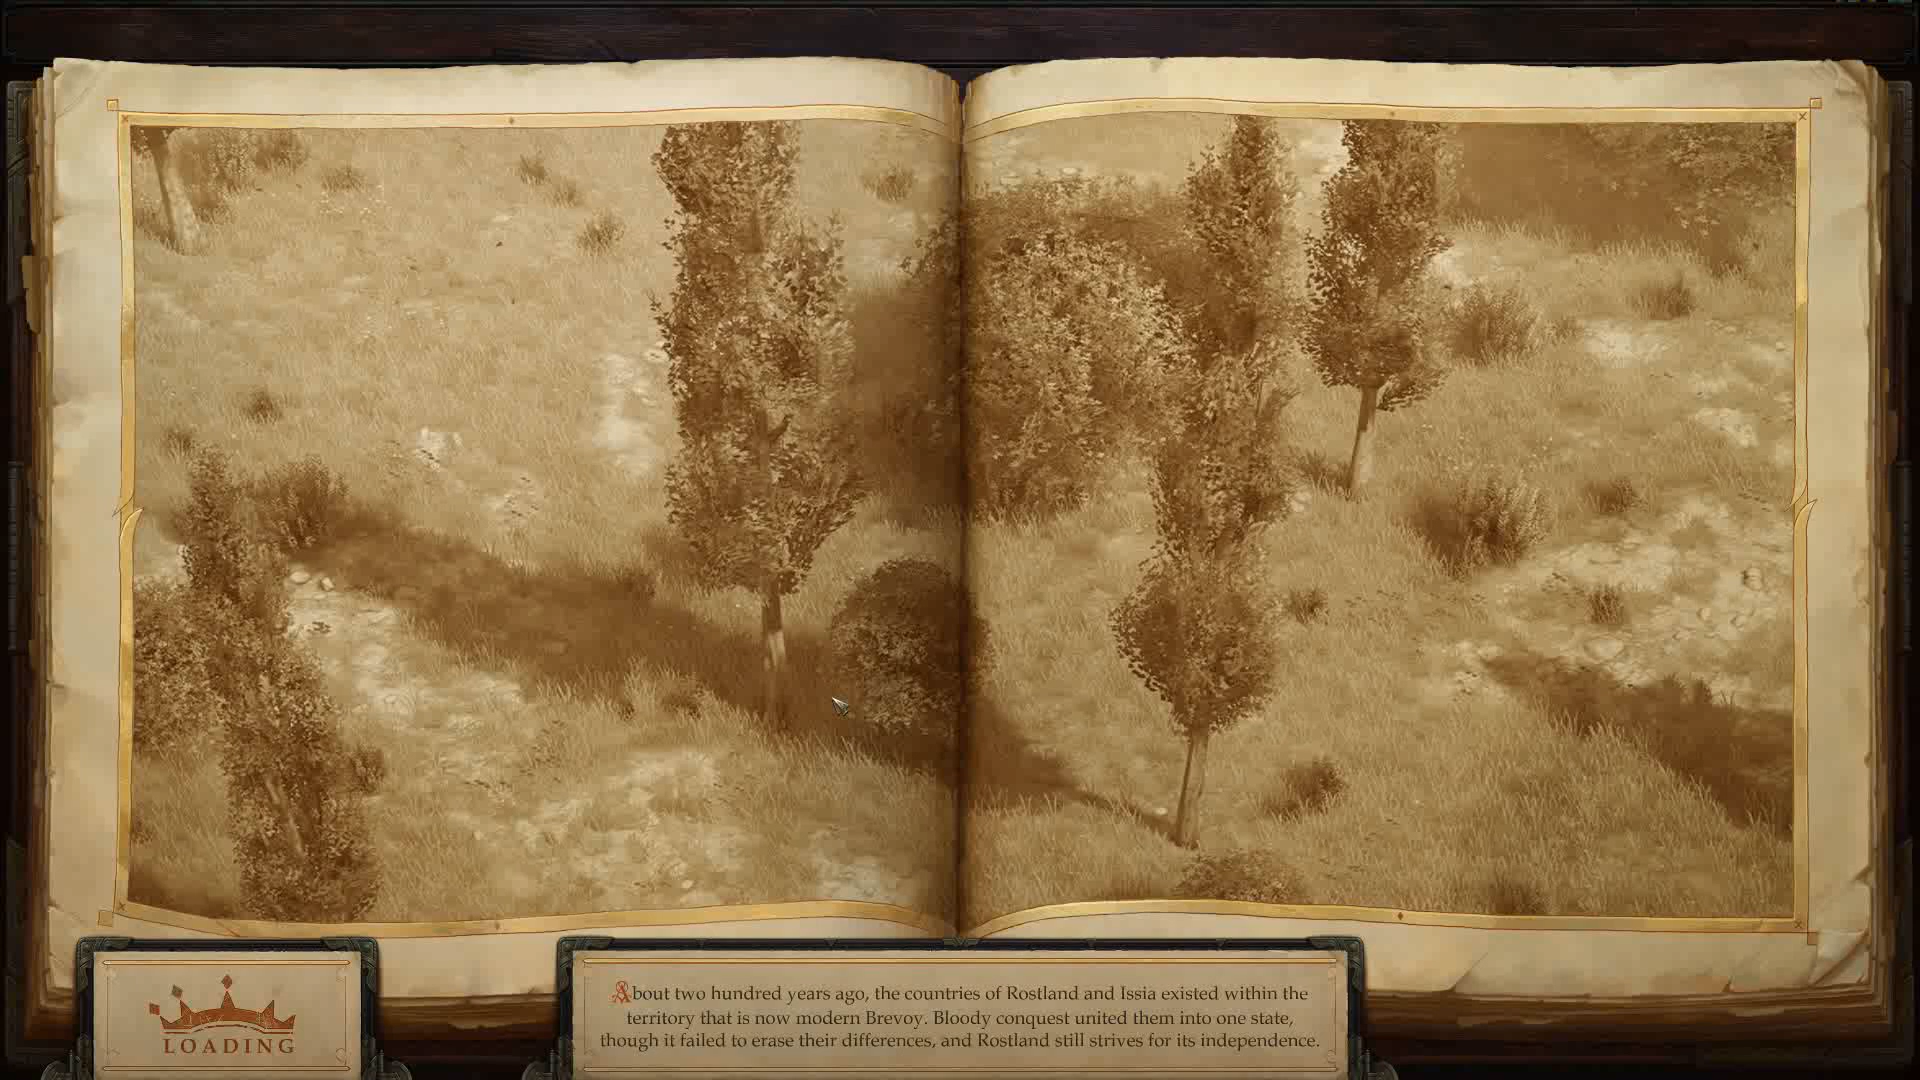 About two hundred years ago, the countries of Rostland and Issia existed within the
territory that is now modern Brevoy. Bloody conquest united them into one state,
though it failed to erase their differences, and Rostland still strives for its independence.
LOADING